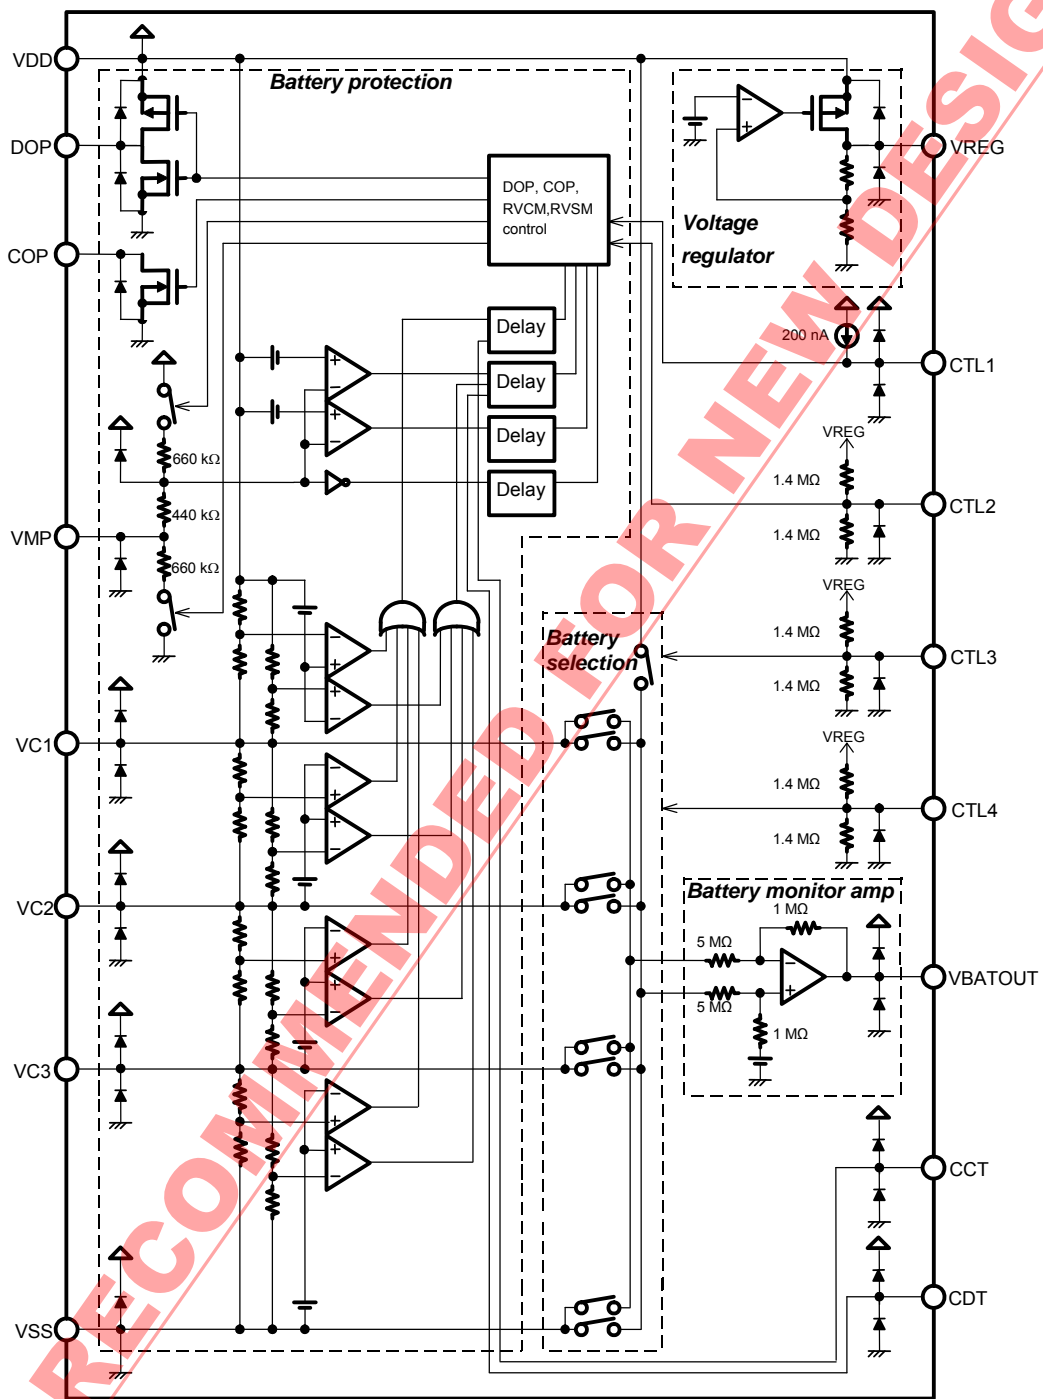 VDD
Battery protection
DOP
VREG
DOP, COP,
RVCM,RVSM
control
Voltage
regulator
COP
Delay
200 nA
CTL1
Delay
VREG
Delay
660 kΩ
1.4 MΩ
Delay
CTL2
440 kΩ
1.4 MΩ
VMP
660 kΩ
VREG
1.4 MΩ
Battery
selection
CTL3
1.4 MΩ
VC1
VREG
1.4 MΩ
CTL4
1.4 MΩ
Battery monitor amp
VC2
1 MΩ
5 MΩ
VBATOUT
5 MΩ
1 MΩ
VC3
CCT
CDT
VSS
RECOMMENDED FOR NEW DESIG